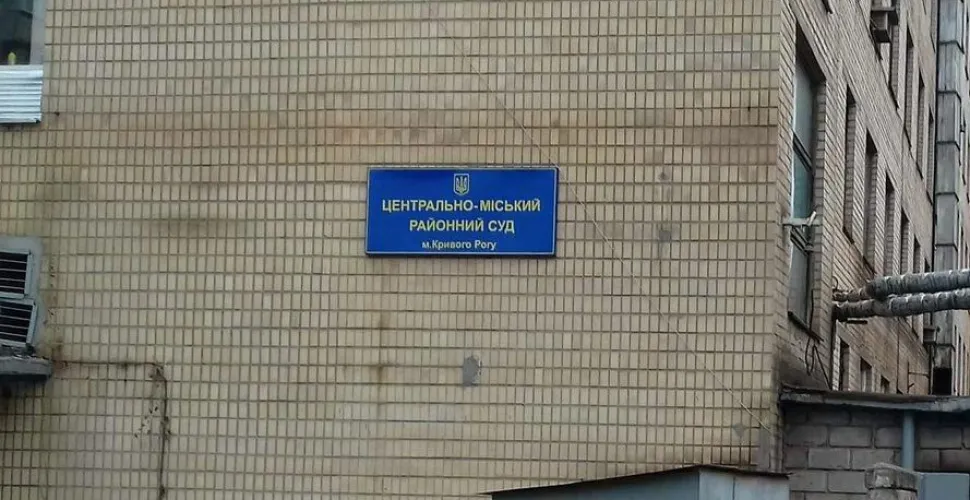 ЦЕНТРАЛЬНО-МІСЬКИЙ
РАЙОННИЙ СУД
м.Кривого Рогу